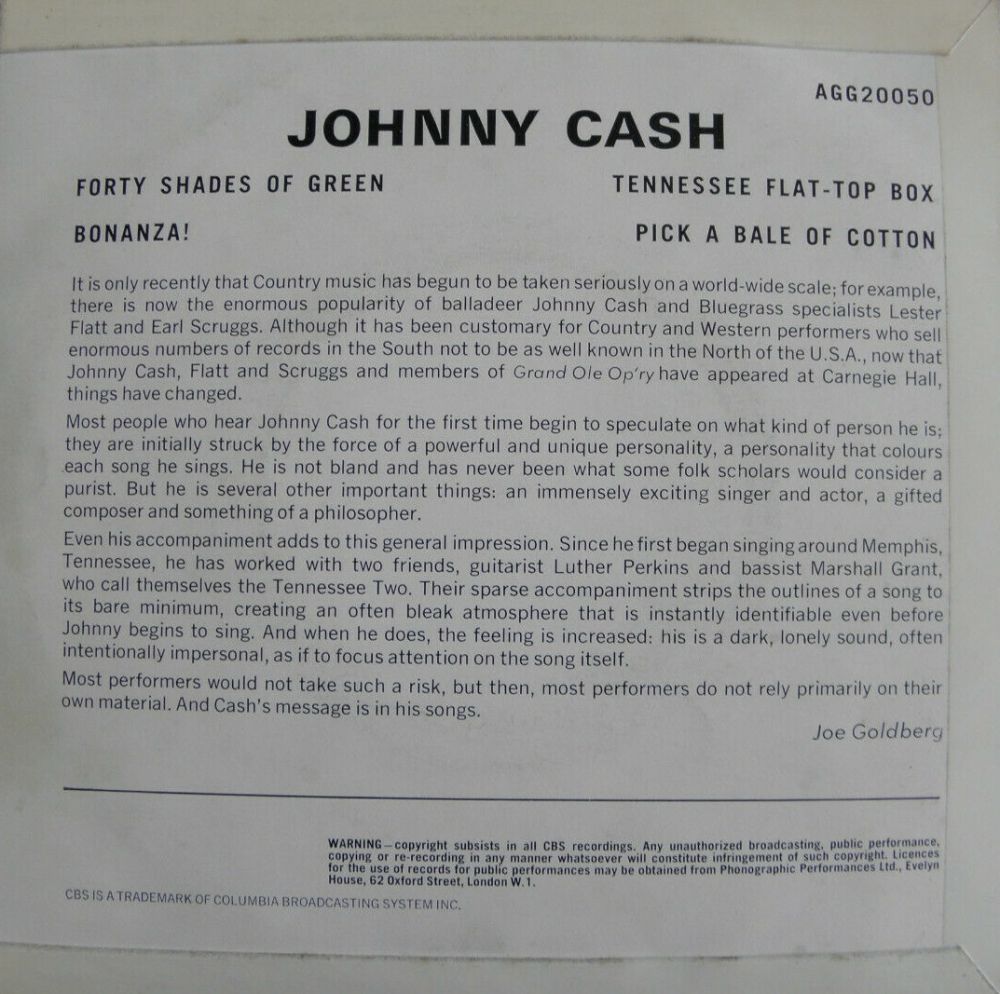 AGG20050
JOHNNY CASH
FORTY SHADES OF GREEN
TENNESSEE FLAT-TOP BOX
BONANZA!
PICK A BALE OF COTTON
It is only recently that Country music has begun to be taken seriously on a world-wide scale; for example,
there is now the enormous popularity of balladeer Johnny Cash and Bluegrass specialists Lester
Flatt and Earl Scruggs. Although it has been customary for Country and Western performers who sell
enormous numbers of records in the South not to be as well known in the North of the U.S.A., now that
Johnny Cash, Flatt and Scruggs and members of Grand Ole Op'ry have appeared at Carnegie Hall,
things have changed.
Most people who hear Johnny Cash for the first time begin to speculate on what kind of person he is;
they are initially struck by the force of a powerful and unique personality, a personality that colours
each song he sings. He is not bland and has never been what some folk scholars would consider a
purist. But he is several other important things: an immensely exciting singer and actor, a gifted
composer and something of a philosopher.
Even his accompaniment adds to this general impression. Since he first began singing around Memphis,
Tennessee, he has worked with two friends, guitarist Luther Perkins and bassist Marshall Grant,
who call themselves the Tennessee Two. Their sparse accompaniment strips the outlines of a song to
its bare minimum, creating an often bleak atmosphere that is instantly identifiable even before
Johnny begins to sing. And when he does, the feeling is increased: his is a dark, lonely sound, often
intentionally impersonal, as if to focus attention on the song itself.
Most performers would not take such a risk, but then, most performers do not rely primarily on their
own material. And Cash's message is in his songs.
Joe Goldberg
WARNING—copyright subsists in all CBS recordings. Any unauthorized broadcasting, public performance,
copying or re-recording in any manner whatsoever will constitute infringement of such copyright. Licences
for the use of records for public performances may be obtained from Phonographic Performances Ltd., Evelyn
House, 62 Oxford Street, London W.1.
CBS IS A TRADEMARK OF COLUMBIA BROADCASTING SYSTEM INC.